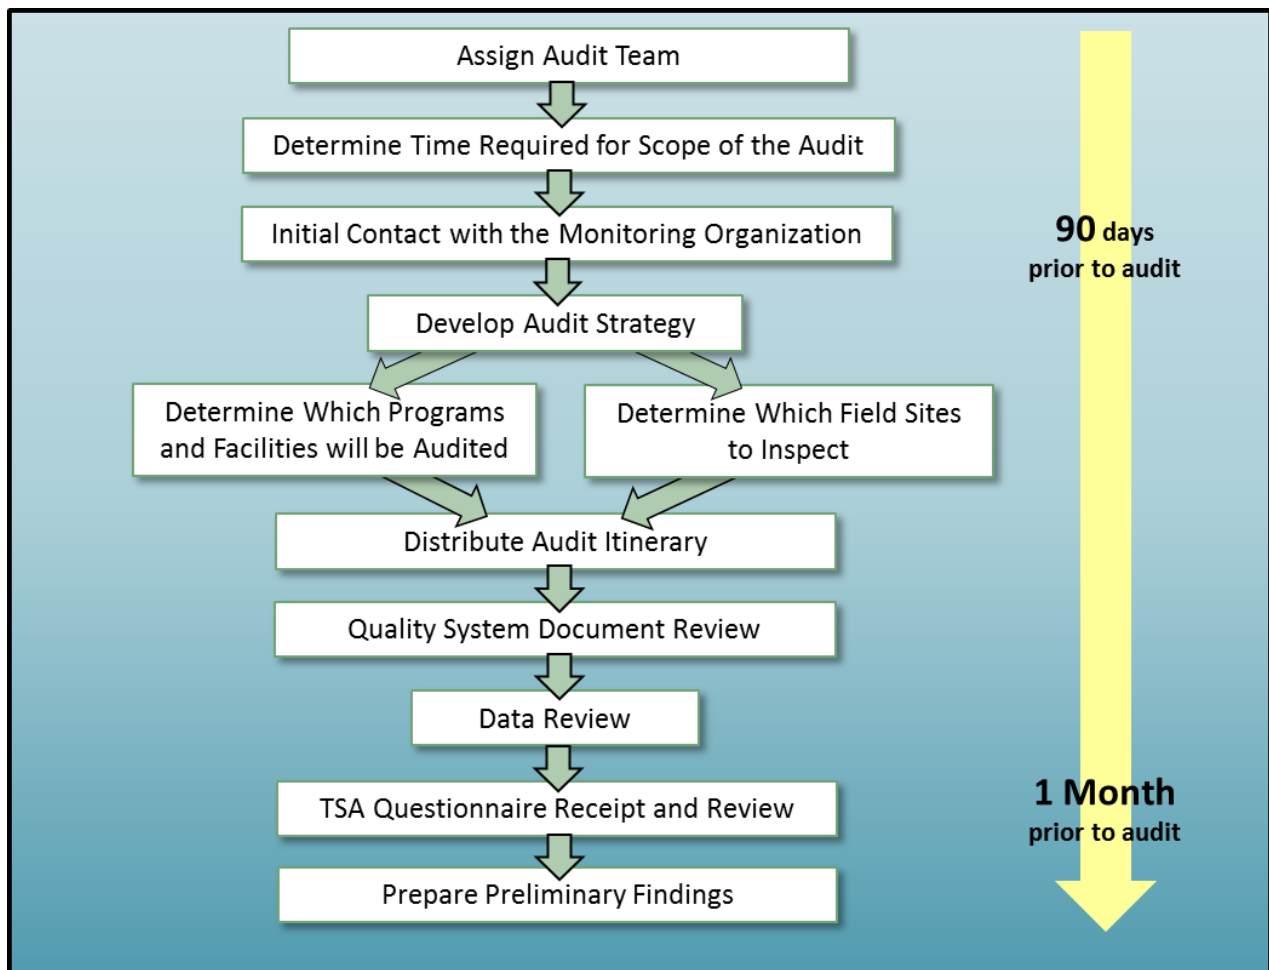 Assign Audit Team
Determine Time Required for Scope of the Audit
Initial Contact with the Monitoring Organization
90 days
prior to audit
Develop Audit Strategy
Determine Which Programs
and Facilities will be Audited
Determine Which Field Sites
to Inspect
Distribute Audit Itinerary
Quality System Document Review
Data Review
1 Month
prior to audit
TSA Questionnaire Receipt and Review
Prepare Preliminary Findings